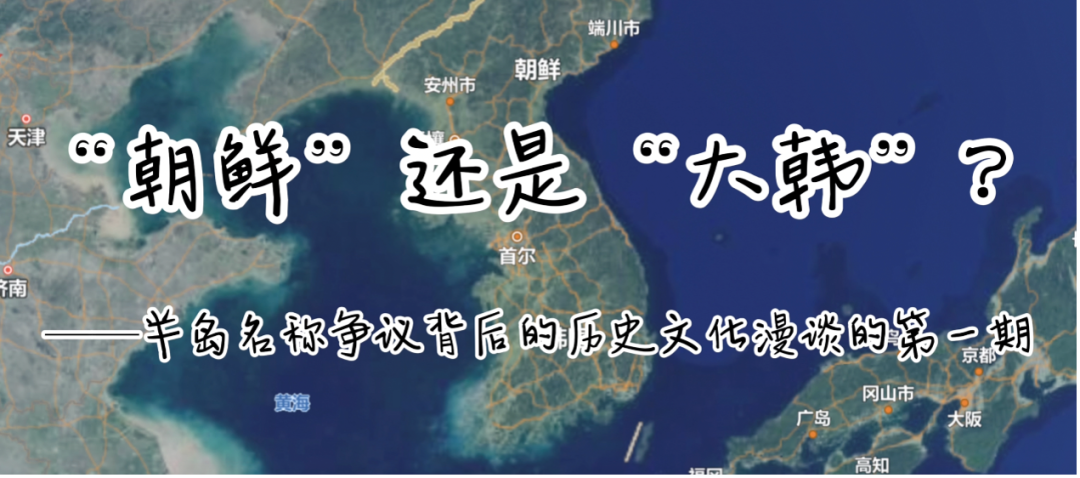 端川市
朝鲜
安州市
天津
“朝鲜”还是“大韩”？
首尔
济南
——半岛名称争议背后的历史文化漫谈的第一期
京都
黄海
冈山市
广岛
大阪
高知